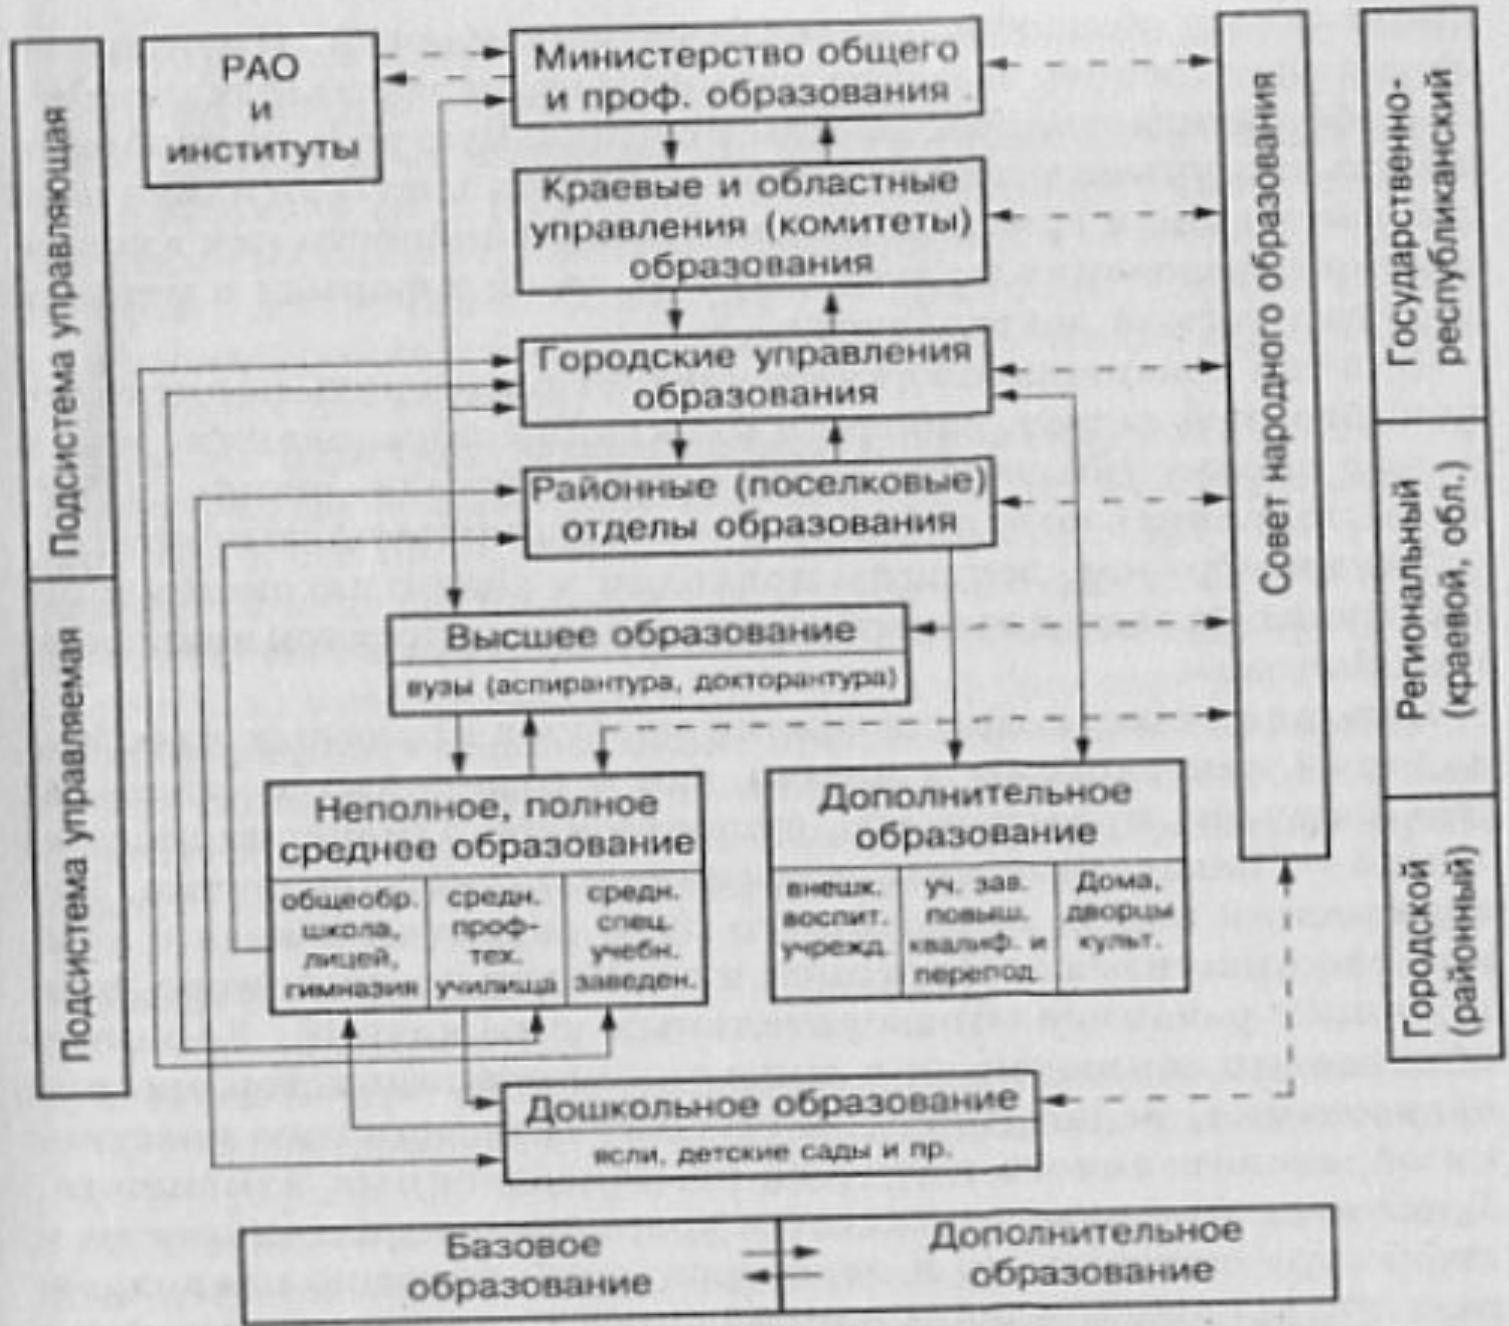 Подсистема управляющая
Подсистема управляемая
РАО
и
институты
Министерство общего
и проф. образования
Краевые и областные
управления (комитеты)
образования
Городские управления
образования
Районные (поселковые)
отделы образования
Высшее образование
вузы (аспирантура, докторантура)
Неполное, полное
среднее образование
общеобр.
школа,
лицей,
гимназия
средн.
проф-
тех.
училища
средн.
спец.
учебн.
заведен.
Дополнительное
образование
внешк.
воспит.
учрежд.
уч. зав.
повыш.
квалиф. и
перепод.
Дома,
дворцы
культ.
Дошкольное образование
ясли, детские сады и пр.
Совет народного образования
Государственно-
республиканский
Региональный
(краевой, обл.)
Городской
(районный)
Базовое
образование
Дополнительное
образование